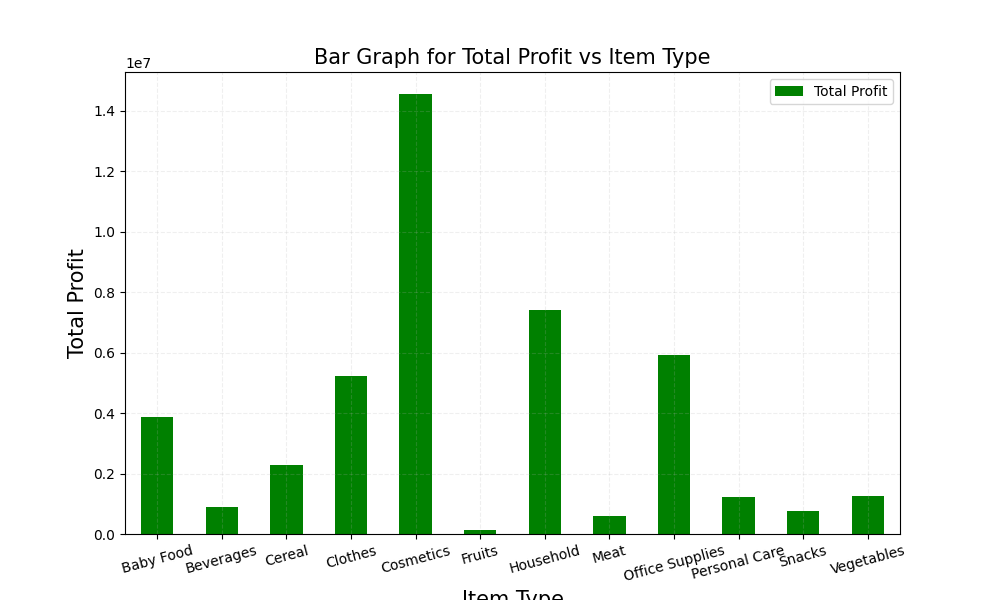 Bar Graph for Total Profit vs Item Type
1e7
Total Profit
1.4
1.2
1.0
0.8
0.6
0.4
0.2
0.0
Total Profit
Baby Food
Beverages
Cereal
Clothes
Cosmetics
Fruits
Household
Meat
Office Supplies
Personal Care
Snacks
Vegetables
Item Type